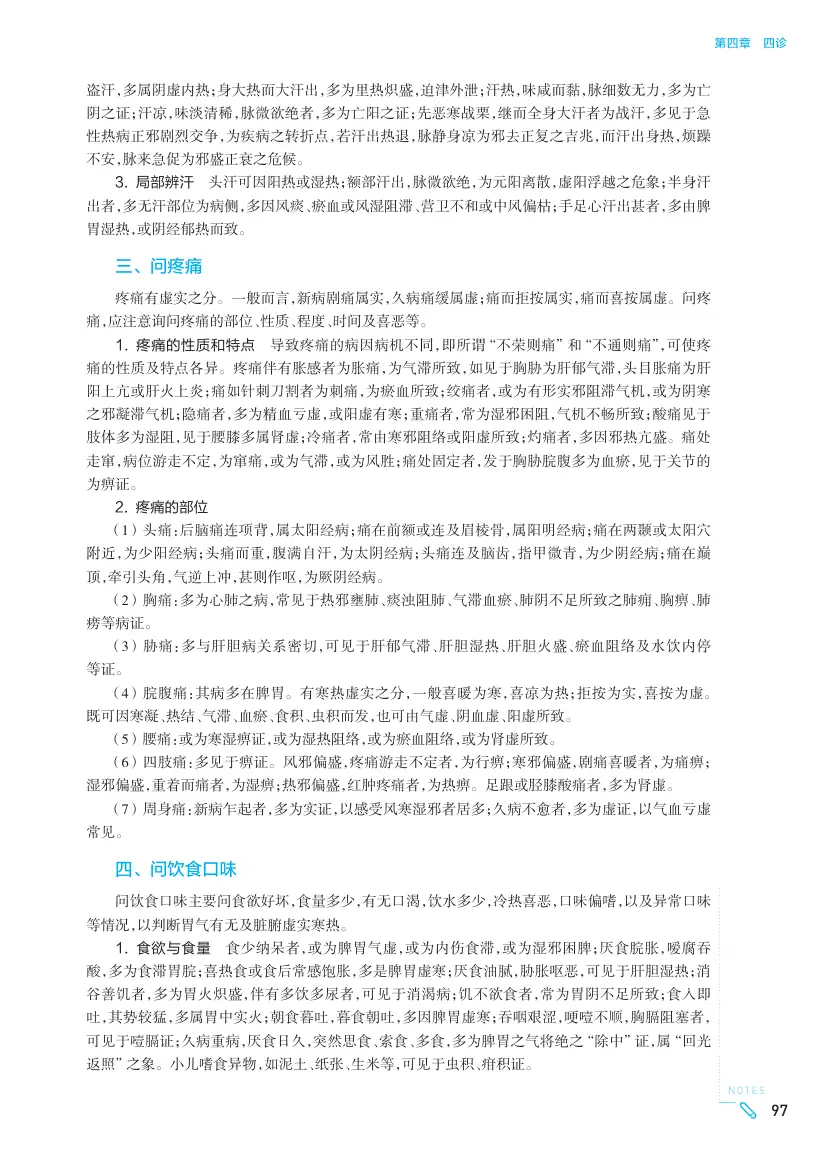 第四章 四诊
盗汗,多属阴虚内热;身大热而大汗出,多为里热炽盛,迫津外泄;汗热,味咸而黏,脉细数无力,多为亡
阴之证;汗凉,味淡清稀,脉微欲绝者,多为亡阳之证;先恶寒战栗,继而全身大汗者为战汗,多见于急
性热病正邪剧烈交争,为疾病之转折点,若汗出热退,脉静身凉为邪去正复之吉兆,而汗出身热,烦躁
不安,脉来急促为邪盛正衰之危候。
3. 局部辨汗 头汗可因阳热或湿热;额部汗出,脉微欲绝,为元阳离散,虚阳浮越之危象;半身汗
出者,多无汗部位为病侧,多因风痰、瘀血或风湿阻滞、营卫不和或中风偏枯;手足心汗出甚者,多由脾
胃湿热,或阴经郁热而致。
三、问疼痛
疼痛有虚实之分。一般而言,新病剧痛属实,久病痛缓属虚;痛而拒按属实,痛而喜按属虚。问疼
痛,应注意询问疼痛的部位、性质、程度、时间及喜恶等。
1. 疼痛的性质和特点 导致疼痛的病因病机不同,即所谓“不荣则痛”和“不通则痛”,可使疼
痛的性质及特点各异。疼痛伴有胀感者为胀痛,为气滞所致,如见于胸胁为肝郁气滞,头目胀痛为肝
阳上亢或肝火上炎;痛如针刺刀割者为刺痛,为瘀血所致;绞痛者,或为有形实邪阻滞气机,或为阴寒
之邪凝滞气机;隐痛者,多为精血亏虚,或阳虚有寒;重痛者,常为湿邪困阻,气机不畅所致;酸痛见于
肢体多为湿阻,见于腰膝多属肾虚;冷痛者,常由寒邪阻络或阳虚所致;灼痛者,多因邪热亢盛。痛处
走窜,病位游走不定,为窜痛,或为气滞,或为风胜;痛处固定者,发于胸胁脘腹多为血瘀,见于关节的
为痹证。
2. 疼痛的部位
(1)头痛:后脑痛连项背,属太阳经病;痛在前额或连及眉棱骨,属阳明经病;痛在两颞或太阳穴
附近,为少阳经病;头痛而重,腹满自汗,为太阴经病;头痛连及脑齿,指甲微青,为少阴经病;痛在巅
顶,牵引头角,气逆上冲,甚则作呕,为厥阴经病。
(2)胸痛:多为心肺之病,常见于热邪壅肺、痰浊阻肺、气滞血瘀、肺阴不足所致之肺痈、胸痹、肺
痨等病证。
(3)胁痛:多与肝胆病关系密切,可见于肝郁气滞、肝胆湿热、肝胆火盛、瘀血阻络及水饮内停
等证。
(4)脘腹痛:其病多在脾胃。有寒热虚实之分,一般喜暖为寒,喜凉为热;拒按为实,喜按为虚。
既可因寒凝、热结、气滞、血瘀、食积、虫积而发,也可由气虚、阴血虚、阳虚所致。
(5)腰痛:或为寒湿痹证,或为湿热阻络,或为瘀血阻络,或为肾虚所致。
(6)四肢痛:多见于痹证。风邪偏盛,疼痛游走不定者,为行痹;寒邪偏盛,剧痛喜暖者,为痛痹;
湿邪偏盛,重着而痛者,为湿痹;热邪偏盛,红肿疼痛者,为热痹。足跟或胫膝酸痛者,多为肾虚。
(7)周身痛:新病乍起者,多为实证,以感受风寒湿邪者居多;久病不愈者,多为虚证,以气血亏虚
常见。
四、问饮食口味
问饮食口味主要问食欲好坏,食量多少,有无口渴,饮水多少,冷热喜恶,口味偏嗜,以及异常口味
等情况,以判断胃气有无及脏腑虚实寒热。
1. 食欲与食量 食少纳呆者,或为脾胃气虚,或为内伤食滞,或为湿邪困脾;厌食脘胀,嗳腐吞
酸,多为食滞胃脘;喜热食或食后常感饱胀,多是脾胃虚寒;厌食油腻,胁胀呕恶,可见于肝胆湿热;消
谷善饥者,多为胃火炽盛,伴有多饮多尿者,可见于消渴病;饥不欲食者,常为胃阴不足所致;食入即
吐,其势较猛,多属胃中实火;朝食暮吐,暮食朝吐,多因脾胃虚寒;吞咽艰涩,哽噎不顺,胸膈阻塞者,
可见于噎膈证;久病重病,厌食日久,突然思食、索食、多食,多为脾胃之气将绝之“除中”证,属“回光
返照”之象。小儿嗜食异物,如泥土、纸张、生米等,可见于虫积、疳积证。
NOTES
97